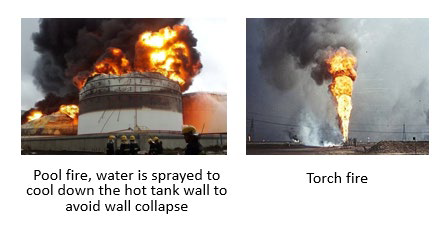 Pool fire, water is sprayed to
cool down the hot tank wall to
avoid wall collapse
Torch fire